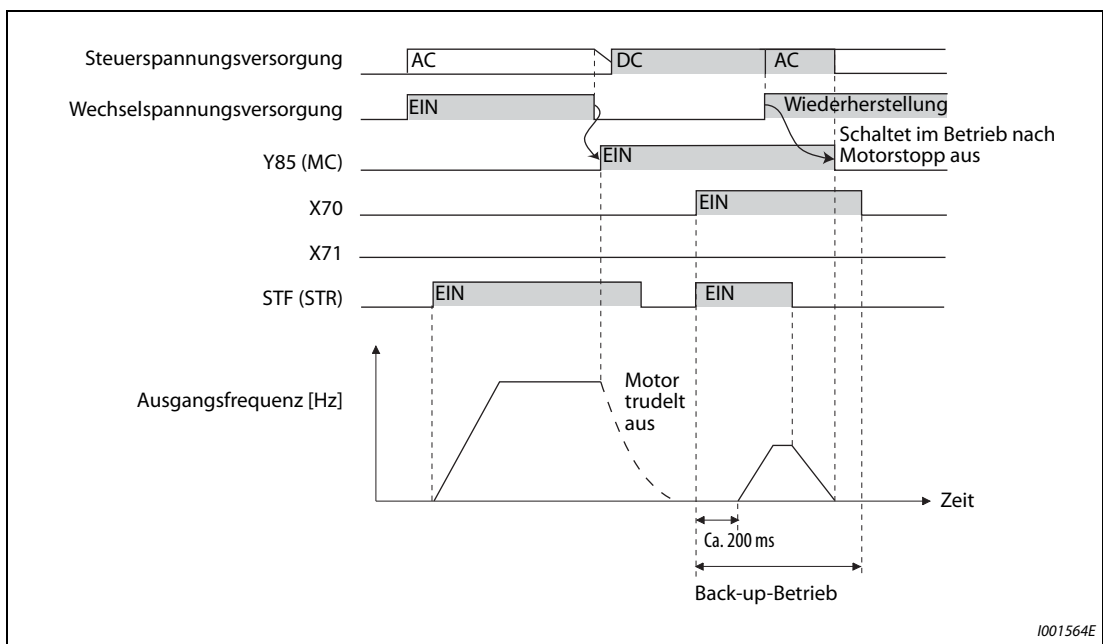 Steuerspannungsversorgung
AC
DC
AC
Wechselspannungsversorgung
EIN
Wiederherstellung
Schaltet im Betrieb nach
Motorstopp aus
Y85 (MC)
EIN
X70
EIN
X71
STF (STR)
EIN
EIN
Ausgangsfrequenz [Hz]
Motor
trudelt
aus
Zeit
Ca. 200 ms
Back-up-Betrieb
I001564E